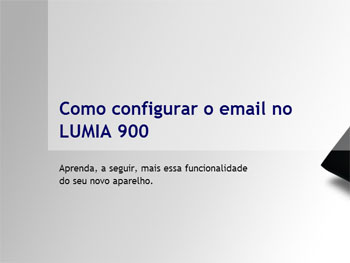 Como configurar o email no
LUMIA 900
Aprenda, a seguir, mais essa funcionalidade
do seu novo aparelho.